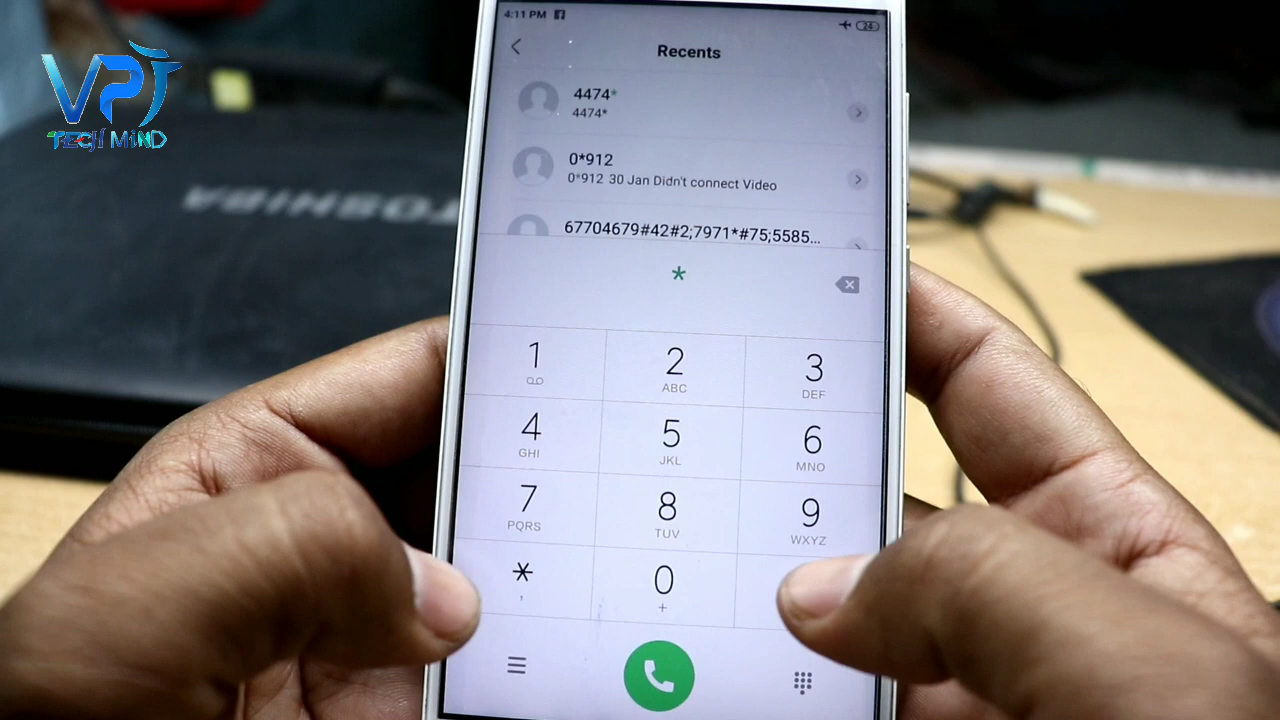 4:11 PM
24
VPT
TECH MiND
Recents
4474*
4474*
0*912
0*912 30 Jan Didn't connect Video
67704679#42#2;7971*#75;5585...
*
TOSHIBA
1
2
ABC
3
DEF
4
GHI
5
JKL
6
MNO
7
PQRS
8
TUV
9
WXYZ
*
,
0
+